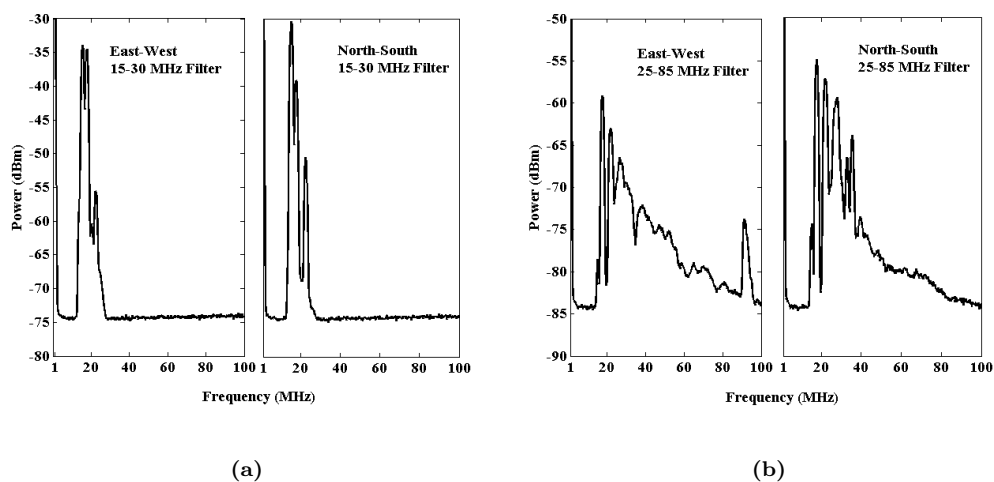 -30
-35
-40
-45
-50
-55
-60
-65
-70
-75
-80
Power (dBm)
East-West
15-30 MHz Filter
1 20 40 60 80 100
North-South
15-30 MHz Filter
1 20 40 60 80 100
Frequency (MHz)
(a)
-50
-55
-60
-65
-70
-75
-80
-85
-90
Power (dBm)
East-West
25-85 MHz Filter
1 20 40 60 80 100
North-South
25-85 MHz Filter
1 20 40 60 80 100
Frequency (MHz)
(b)